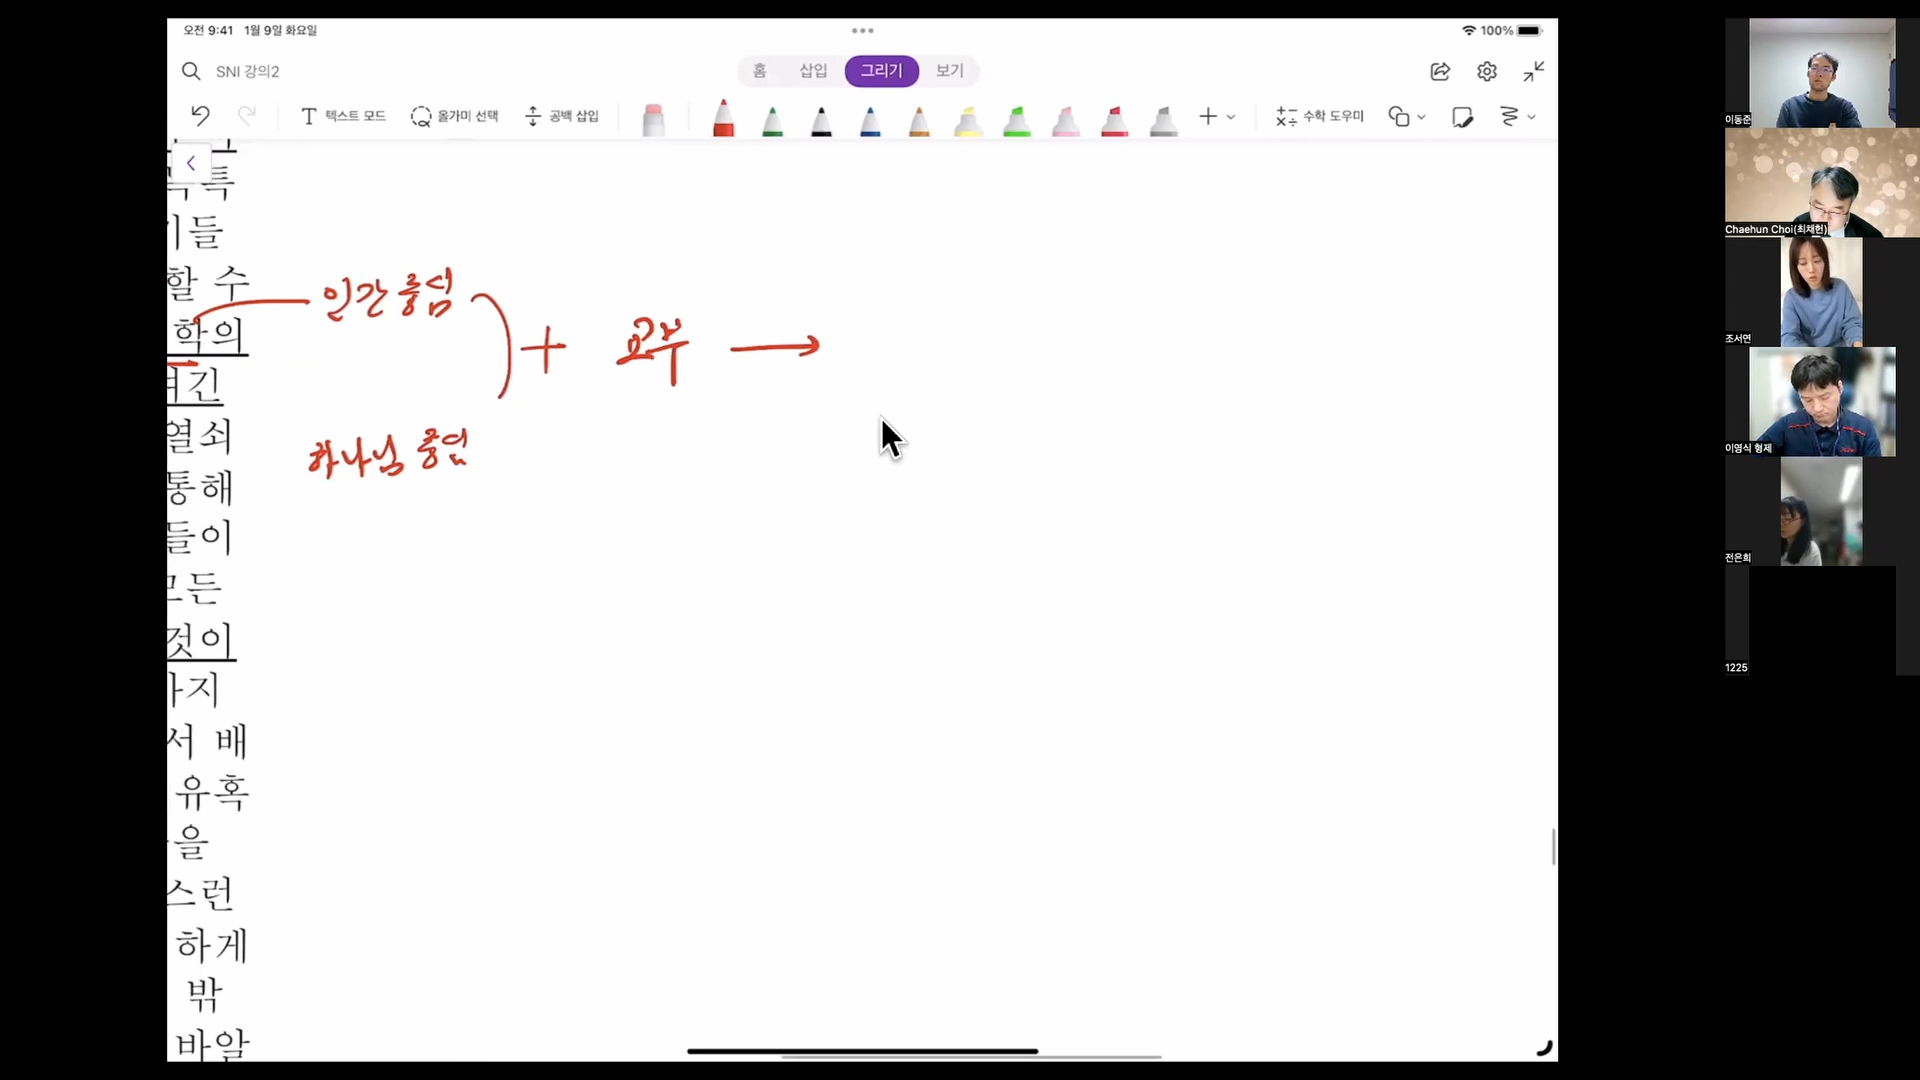 오전 9:41 1월 9일 화요일
100%
SNI 강의2
홈 삽입 그리기 보기
텍스트 모드 올가미 선택 공백 삽입
수학 도우미
특
기들
할 수
학의
겨긴
열쇠
통해
들이
모든
것이
까지
서 배
유혹
을
스런
하게
밖
바알
인간 중심
+ 교부 →
하나님 중심
이동준
Chaehun Choi(최채헌)
조서연
이영식 형제
전은희
1225